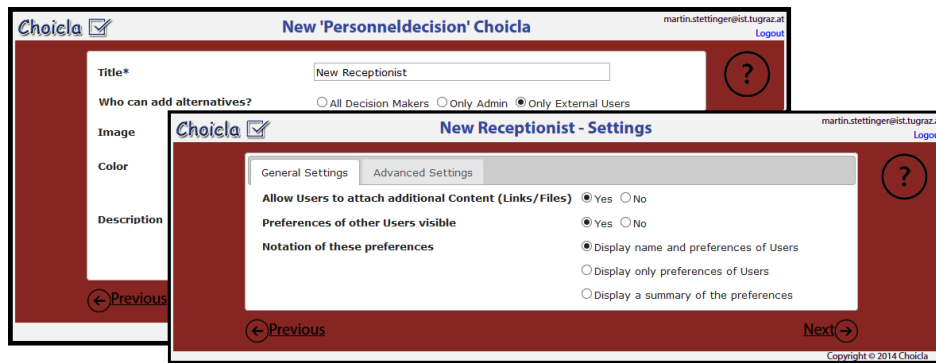 Choicla
New 'Personneldecision' Choicla
martin.stettinger@ist.tugraz.at
Logout
Title*
New Receptionist
?
Who can add alternatives?
All Decision Makers Only Admin Only External Users
Image
Color
Description
Previous
Choicla
New Receptionist - Settings
martin.stettinger@ist.tugraz.a
Logou
General Settings Advanced Settings
?
Allow Users to attach additional Content (Links/Files) Yes No
Preferences of other Users visible Yes No
Notation of these preferences Display name and preferences of Users
Display only preferences of Users
Display a summary of the preferences
Previous Next
Copyright © 2014 Choicla